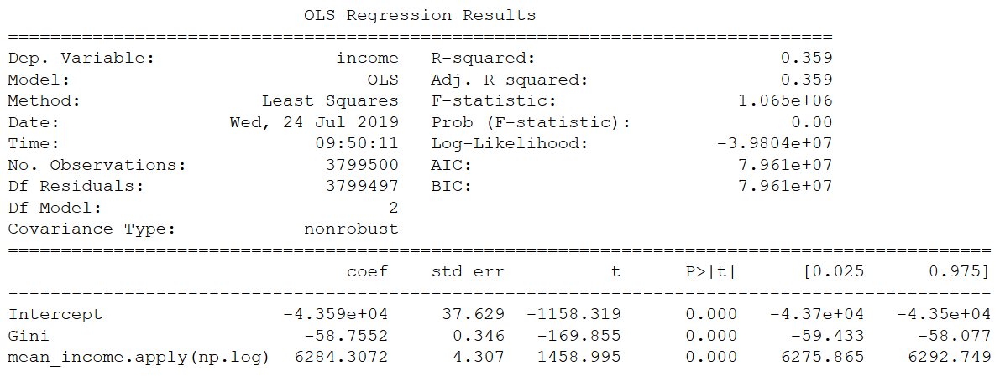 OLS Regression Results
==============================================================================
Dep. Variable: income R-squared: 0.359
Model: OLS Adj. R-squared: 0.359
Method: Least Squares F-statistic: 1.065e+06
Date: Wed, 24 Jul 2019 Prob (F-statistic): 0.00
Time: 09:50:11 Log-Likelihood: -3.9804e+07
No. Observations: 3799500 AIC: 7.961e+07
Df Residuals: 3799497 BIC: 7.961e+07
Df Model: 2
Covariance Type: nonrobust
=============================================================================================
coef std err t P>|t| [0.025 0.975]
---------------------------------------------------------------------------------------------
Intercept -4.359e+04 37.629 -1158.319 0.000 -4.37e+04 -4.35e+04
Gini -58.7552 0.346 -169.855 0.000 -59.433 -58.077
mean_income.apply(np.log) 6284.3072 4.307 1458.995 0.000 6275.865 6292.749